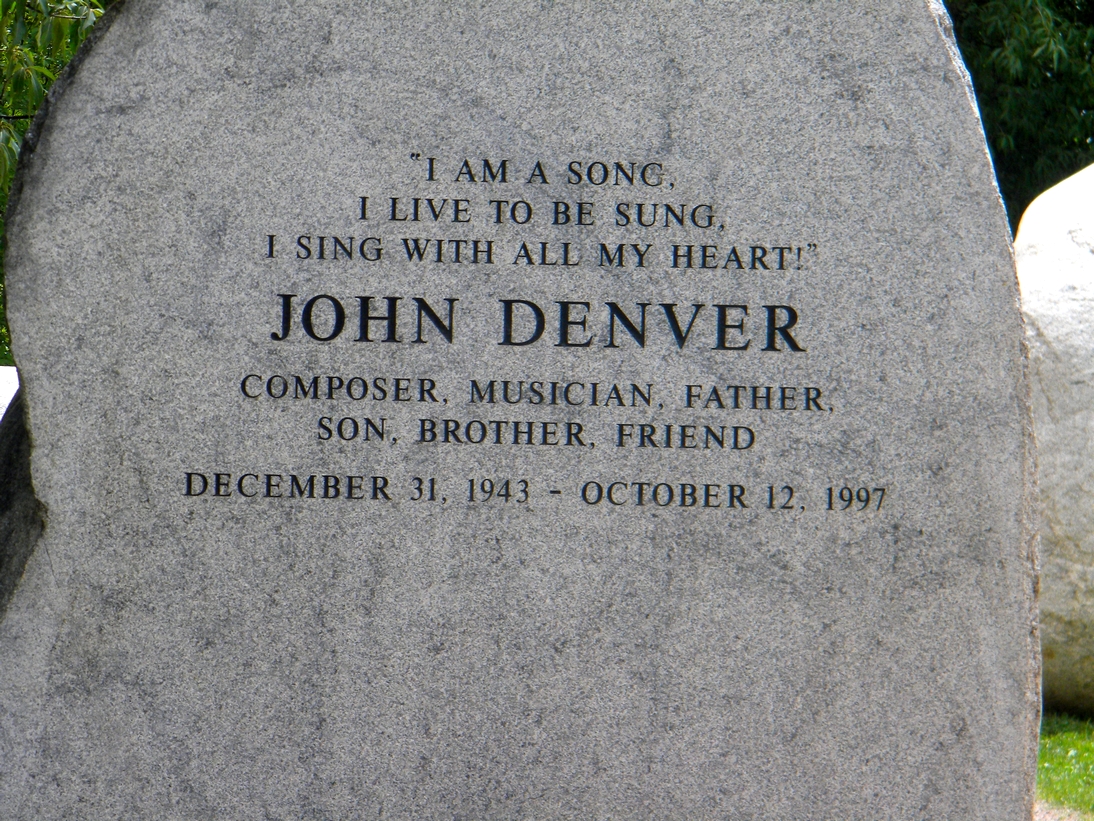 "I AM A SONG,
I LIVE TO BE SUNG,
I SING WITH ALL MY HEART!"
JOHN DENVER
COMPOSER, MUSICIAN, FATHER,
SON, BROTHER, FRIEND
DECEMBER 31, 1943 - OCTOBER 12, 1997